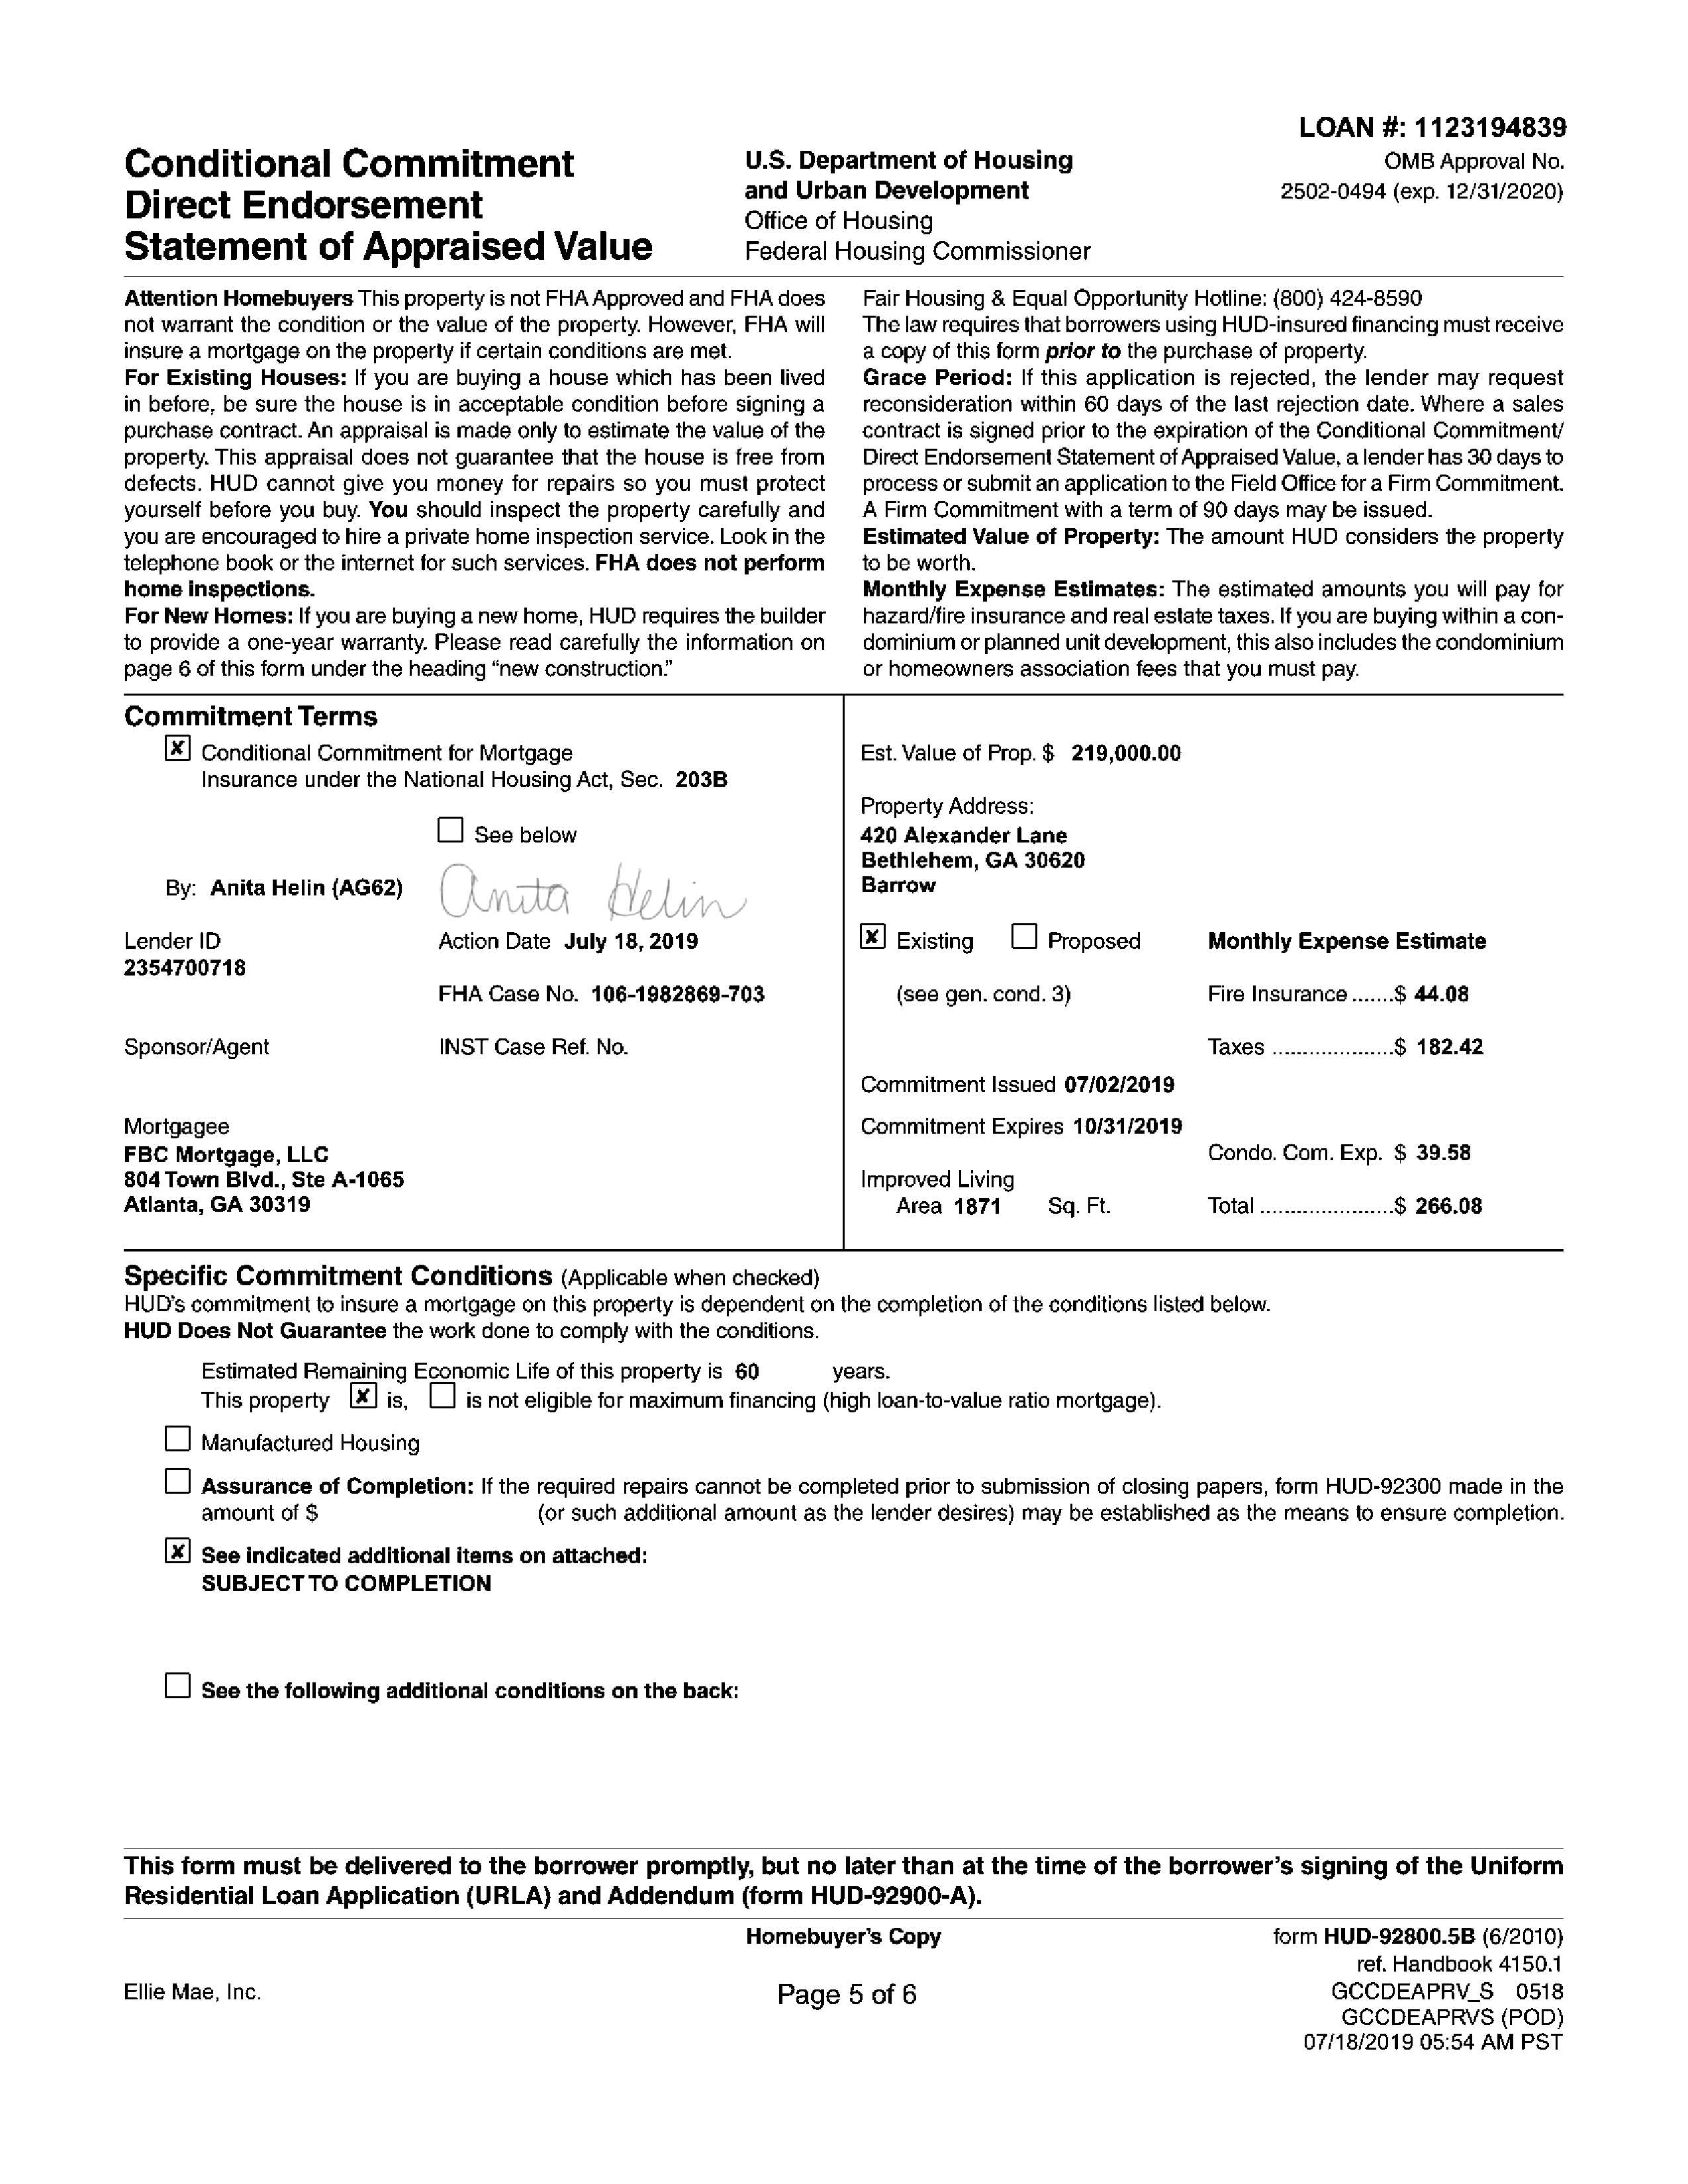 LOAN #: 1123194839
Conditional Commitment
Direct Endorsement
Statement of Appraised Value
U.S. Department of Housing
and Urban Development
Office of Housing
Federal Housing Commissioner
OMB Approval No.
2502-0494 (exp. 12/31/2020)
Attention Homebuyers This property is not FHA Approved and FHA does
not warrant the condition or the value of the property. However, FHA will
insure a mortgage on the property if certain conditions are met.
For Existing Houses: If you are buying a house which has been lived
in before, be sure the house is in acceptable condition before signing a
purchase contract. An appraisal is made only to estimate the value of the
property. This appraisal does not guarantee that the house is free from
defects. HUD cannot give you money for repairs so you must protect
yourself before you buy. You should inspect the property carefully and
you are encouraged to hire a private home inspection service. Look in the
telephone book or the internet for such services. FHA does not perform
home inspections.
For New Homes: If you are buying a new home, HUD requires the builder
to provide a one-year warranty. Please read carefully the information on
page 6 of this form under the heading “new construction.”
Fair Housing & Equal Opportunity Hotline: (800) 424-8590
The law requires that borrowers using HUD-insured financing must receive
a copy of this form prior to the purchase of property.
Grace Period: If this application is rejected, the lender may request
reconsideration within 60 days of the last rejection date. Where a sales
contract is signed prior to the expiration of the Conditional Commitment/
Direct Endorsement Statement of Appraised Value, a lender has 30 days to
process or submit an application to the Field Office for a Firm Commitment.
A Firm Commitment with a term of 90 days may be issued.
Estimated Value of Property: The amount HUD considers the property
to be worth.
Monthly Expense Estimates: The estimated amounts you will pay for
hazard/fire insurance and real estate taxes. If you are buying within a con-
dominium or planned unit development, this also includes the condominium
or homeowners association fees that you must pay.
Commitment Terms
X Conditional Commitment for Mortgage
Insurance under the National Housing Act, Sec. 203B
See below
By: Anita Helin (AG62) Anita Helin
Lender ID
2354700718
Action Date July 18, 2019
FHA Case No. 106-1982869-703
Sponsor/Agent
INST Case Ref. No.
Mortgagee
FBC Mortgage, LLC
804 Town Blvd., Ste A-1065
Atlanta, GA 30319
Est. Value of Prop. $ 219,000.00
Property Address:
420 Alexander Lane
Bethlehem, GA 30620
Barrow
X Existing Proposed
(see gen. cond. 3)
Commitment Issued 07/02/2019
Commitment Expires 10/31/2019
Improved Living
Area 1871 Sq. Ft.
Monthly Expense Estimate
Fire Insurance .......$ 44.08
Taxes ....................$ 182.42
Condo. Com. Exp. $ 39.58
Total ......................$ 266.08
Specific Commitment Conditions (Applicable when checked)
HUD's commitment to insure a mortgage on this property is dependent on the completion of the conditions listed below.
HUD Does Not Guarantee the work done to comply with the conditions.
Estimated Remaining Economic Life of this property is 60 years.
This property X is, is not eligible for maximum financing (high loan-to-value ratio mortgage).
Manufactured Housing
Assurance of Completion: If the required repairs cannot be completed prior to submission of closing papers, form HUD-92300 made in the
amount of $ (or such additional amount as the lender desires) may be established as the means to ensure completion.
X See indicated additional items on attached:
SUBJECT TO COMPLETION
See the following additional conditions on the back:
This form must be delivered to the borrower promptly, but no later than at the time of the borrower's signing of the Uniform
Residential Loan Application (URLA) and Addendum (form HUD-92900-A).
Homebuyer's Copy
form HUD-92800.5B (6/2010)
ref. Handbook 4150.1
Ellie Mae, Inc.
Page 5 of 6
GCCDEAPRV_S 0518
GCCDEAPRVS (POD)
07/18/2019 05:54 AM PST